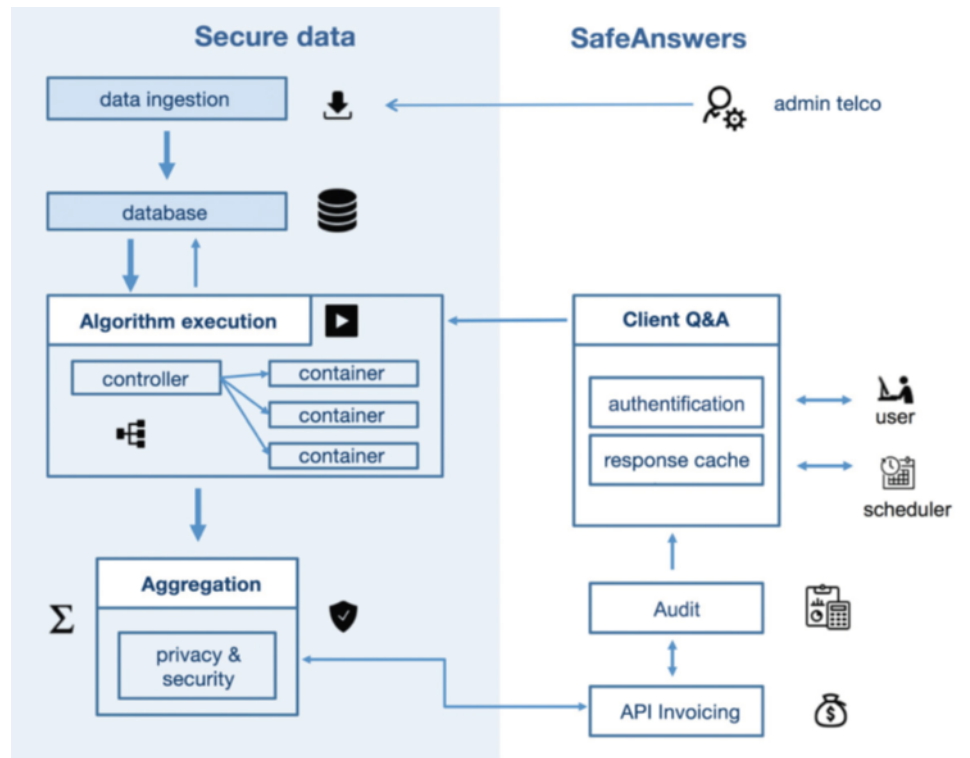 Secure data
SafeAnswers
data ingestion
admin telco
database
Algorithm execution
controller
container
container
container
Client Q&A
authentification
response cache
user
scheduler
Aggregation
Σ
privacy &
security
Audit
API Invoicing
$